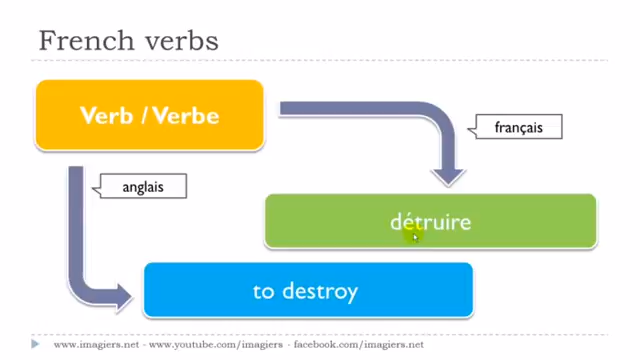 French verbs
Verb / Verbe
français
anglais
détruire
to destroy
www.imagiers.net - www.youtube.com/imagiers - facebook.com/imagiers.net